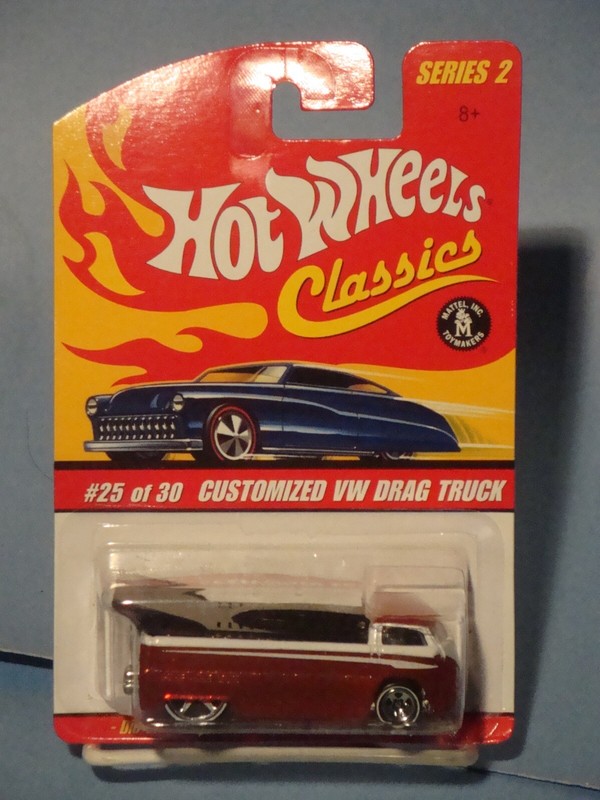 SERIES 2
8+
HOT WHEELS
Classics
MATTEL, INC.
M
TOYMAKERS
#25 of 30 CUSTOMIZED VW DRAG TRUCK